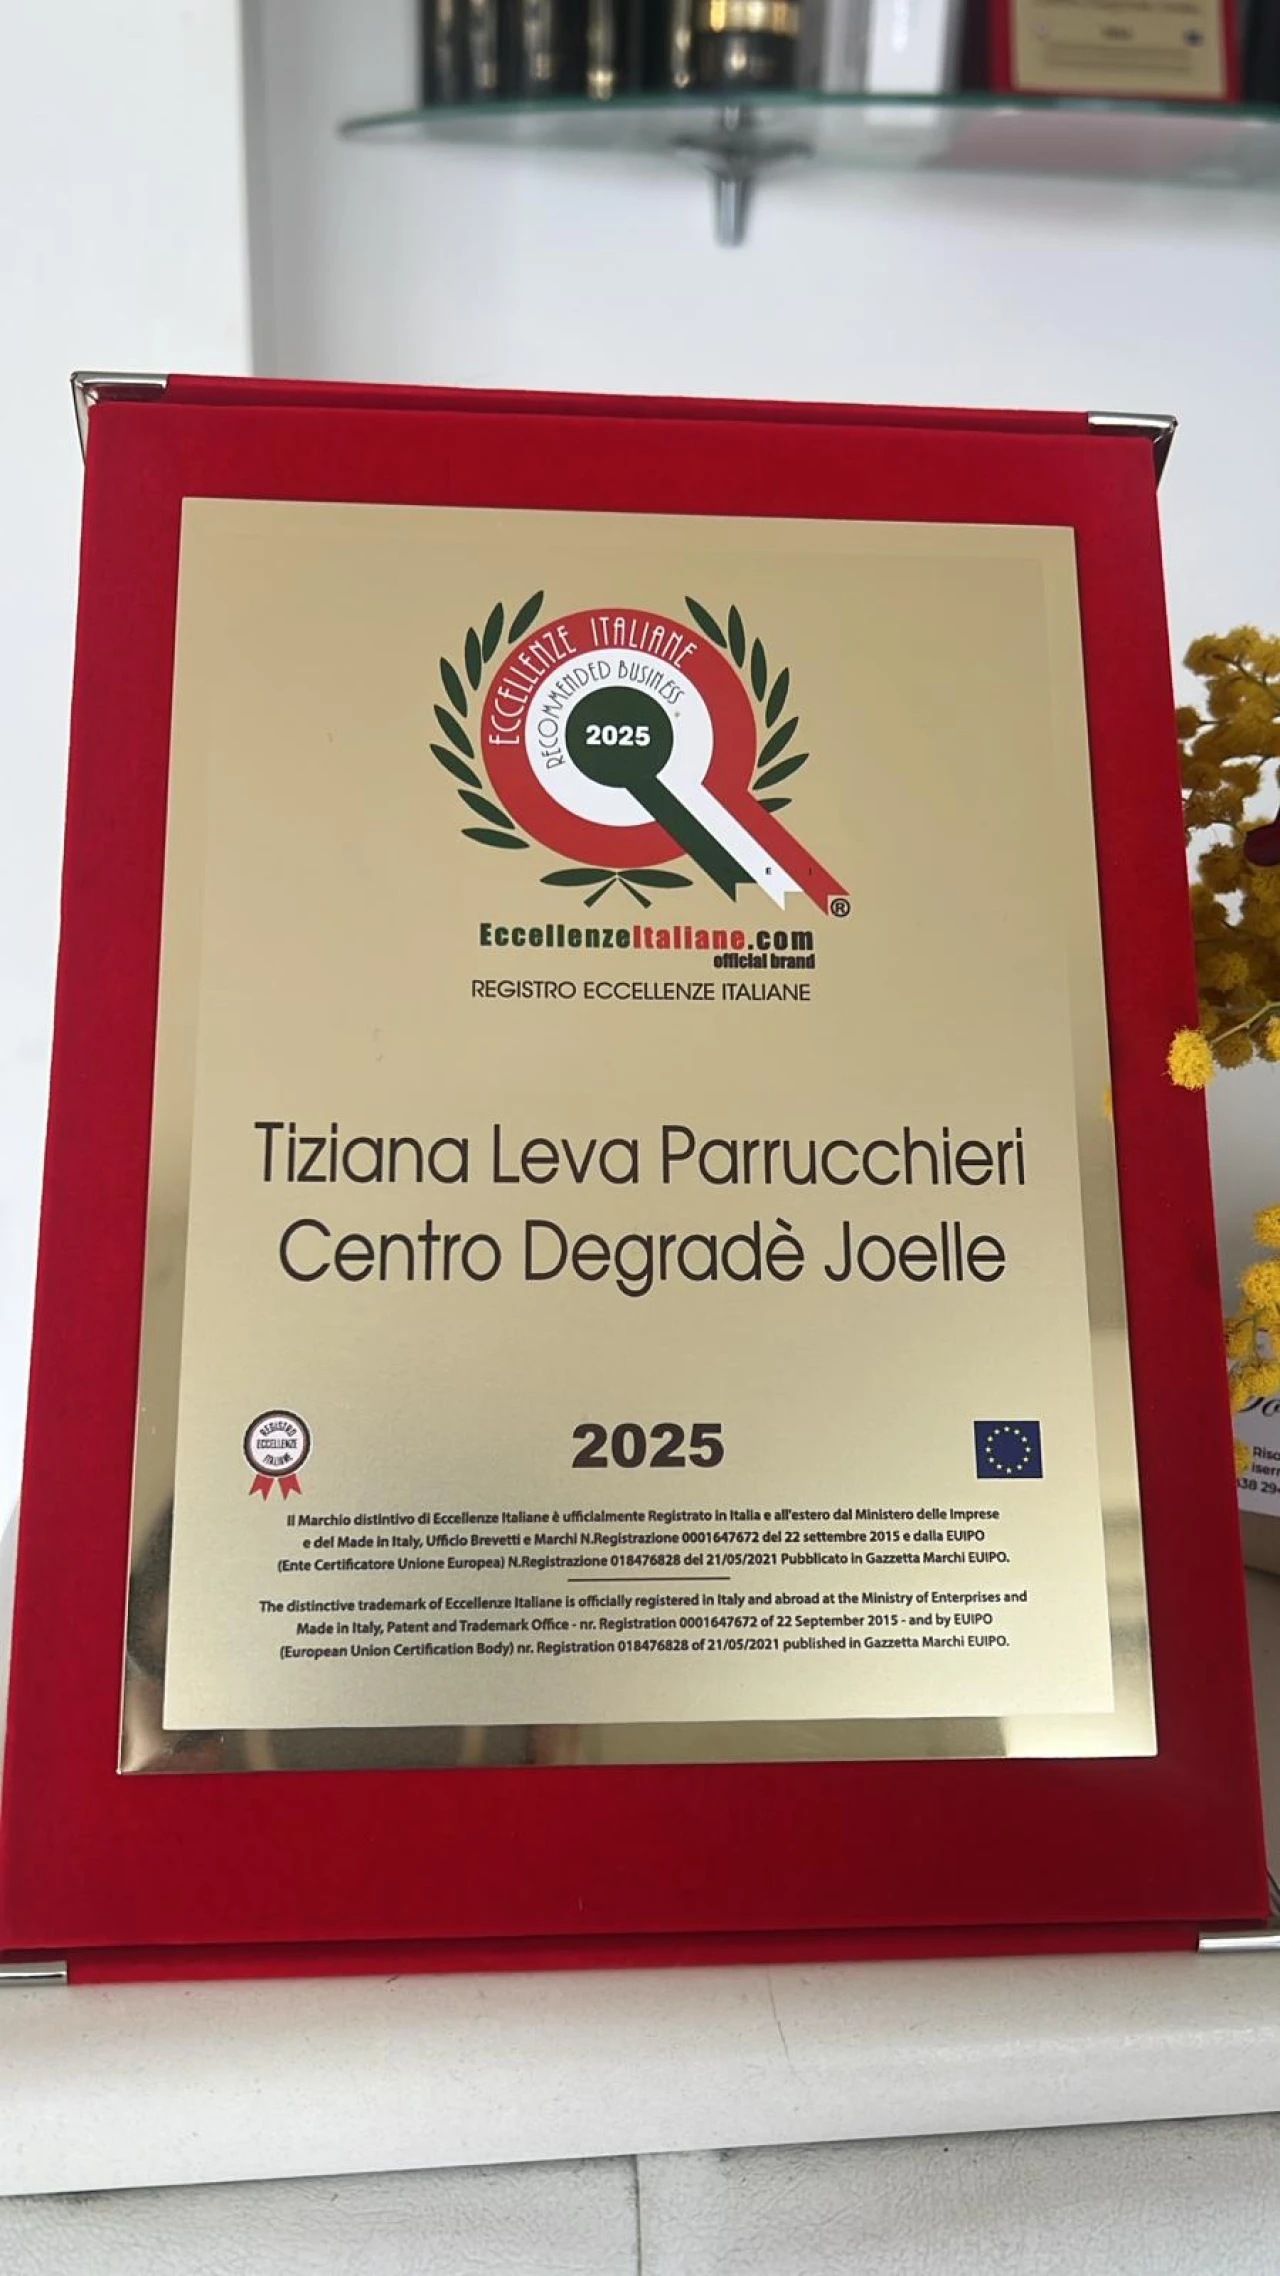 ECCELLENZE ITALIANE
RECOMMENDED BUSINESS
2025
E I
®
EccellenzeItaliane.com
official brand
REGISTRO ECCELLENZE ITALIANE
Tiziana Leva Parrucchieri
Centro Degradè Joelle
REGISTRO
ECCELLENZE
ITALIANE
2025
Il Marchio distintivo di Eccellenze Italiane è ufficialmente Registrato in Italia e all'estero dal Ministero delle Imprese
e del Made in Italy, Ufficio Brevetti e Marchi N.Registrazione 0001647672 del 22 settembre 2015 e dalla EUIPO
(Ente Certificatore Unione Europea) N.Registrazione 018476828 del 21/05/2021 Pubblicato in Gazzetta Marchi EUIPO.
The distinctive trademark of Eccellenze Italiane is officially registered in Italy and abroad at the Ministry of Enterprises and
Made in Italy, Patent and Trademark Office - nr. Registration 0001647672 of 22 September 2015 - and by EUIPO
(European Union Certification Body) nr. Registration 018476828 of 21/05/2021 published in Gazzetta Marchi EUIPO.